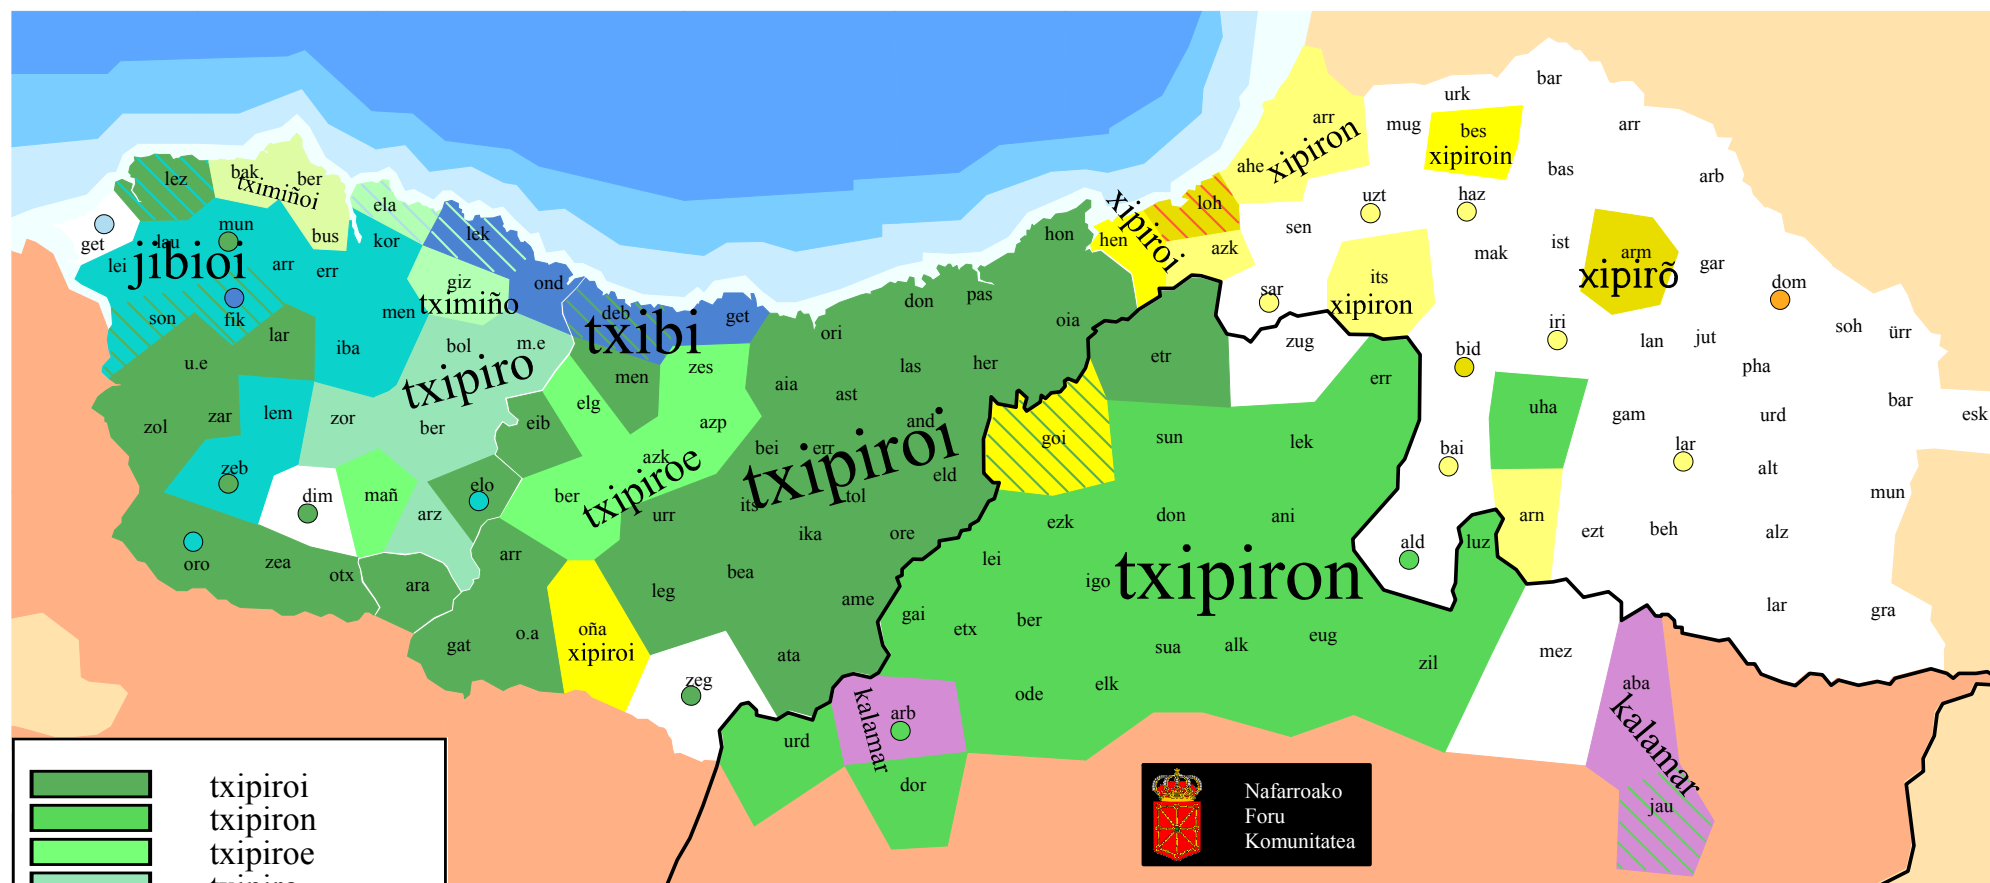 bar
urk
arr
mug
bes
xipiroin
arr
xipiron
ahe
bas
arb
lez
bak
ber
tximiñoi
ela
uzt
haz
loh
xipiroi
get
mun
lau
bus
kor
lek
hon
hen
azk
sen
mak
ist
arm
xipirõ
gar
jibioi
lei
arr
err
giz
tximiño
ond
men
its
xipiron
sar
dom
don
pas
oia
son
fik
lar
deb
txibi
get
ori
iri
soh
ürr
iba
bol
m.e
txipiro
zug
bid
lan
jut
u.e
men
zes
las
her
etr
err
pha
aia
ast
elg
zol
zar
lem
zor
ber
eib
azp
and
goi
sun
lek
uha
gam
urd
bar
esk
bei
err
txipiroi
bai
lar
alt
zeb
azk
txipiroe
eld
dim
mañ
elo
ber
its
tol
mun
arz
urr
ezk
don
ani
arn
ezt
beh
alz
ika
ore
ald
luz
oro
zea
otx
arr
lei
igo
txipiron
ara
bea
leg
ame
gai
etx
ber
lar
gra
gat
o.a
oña
xipiroi
ata
sua
alk
eug
zil
mez
zeg
ode
elk
aba
kalamar
arb
kalamar
urd
dor
jau
Nafarroako
Foru
Komunitatea
txipiroi
txipiron
txipiroe